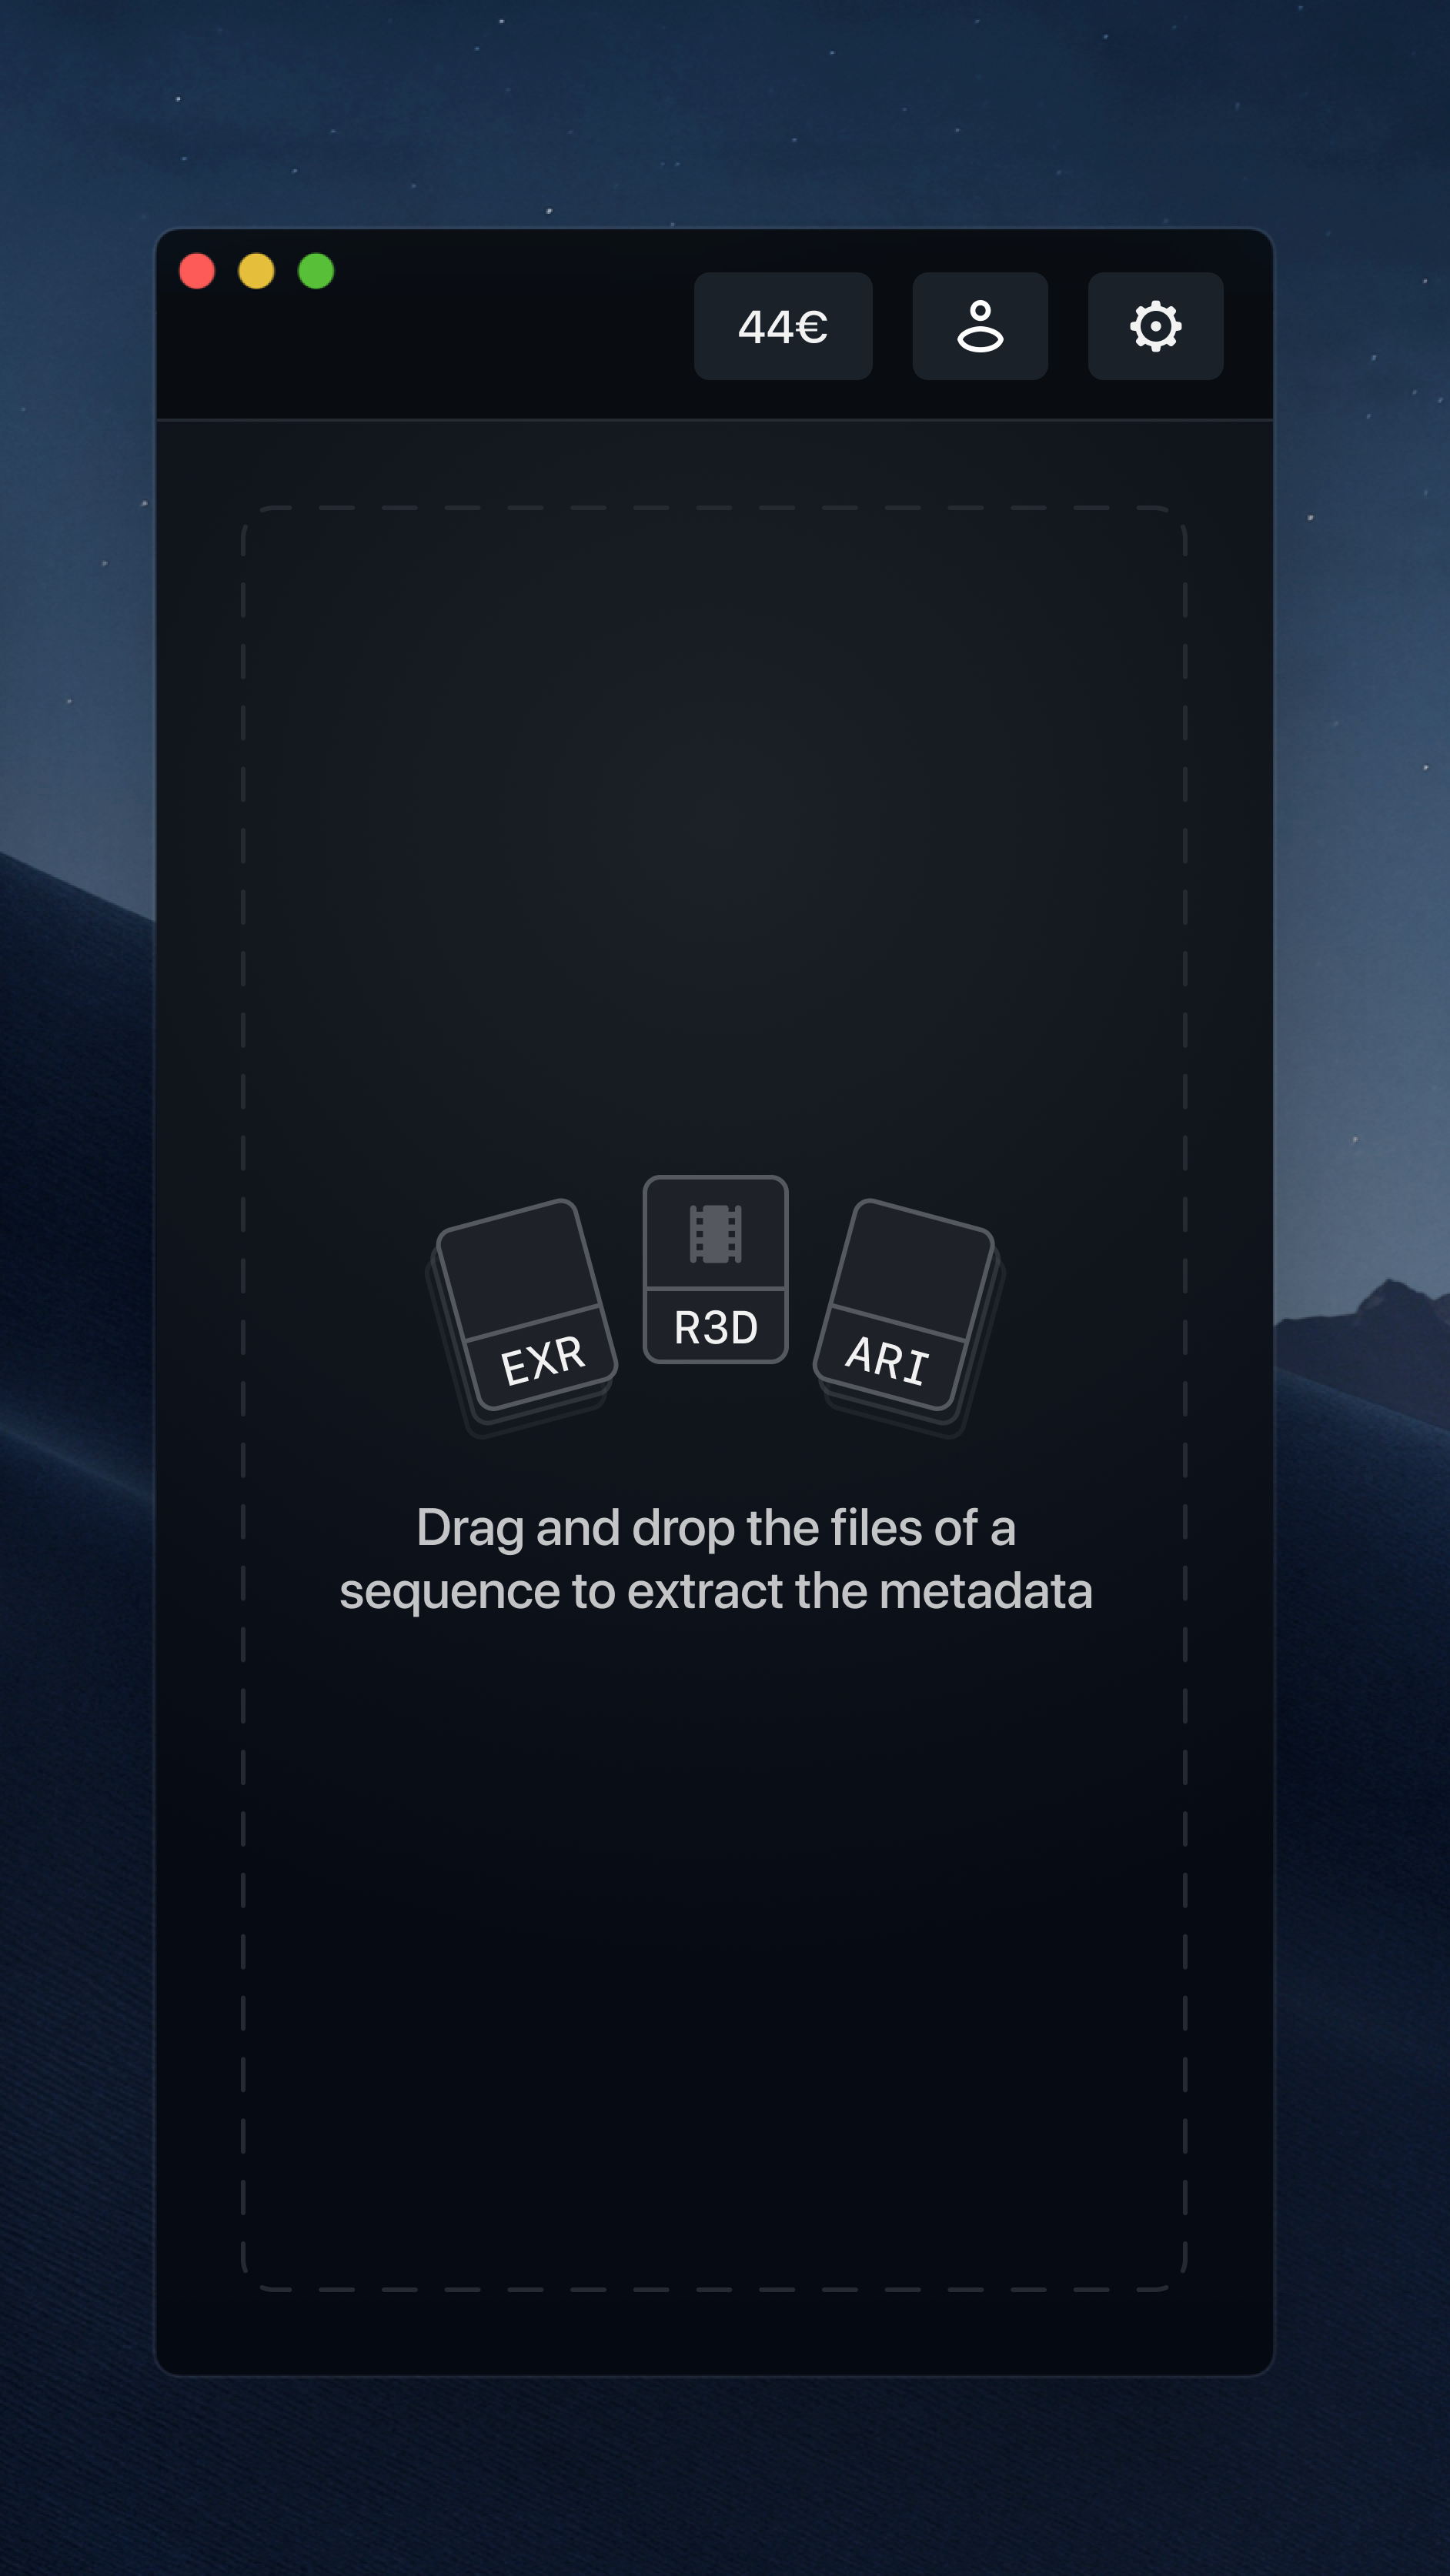 44€
EXR
R3D
ARI
Drag and drop the files of a
sequence to extract the metadata